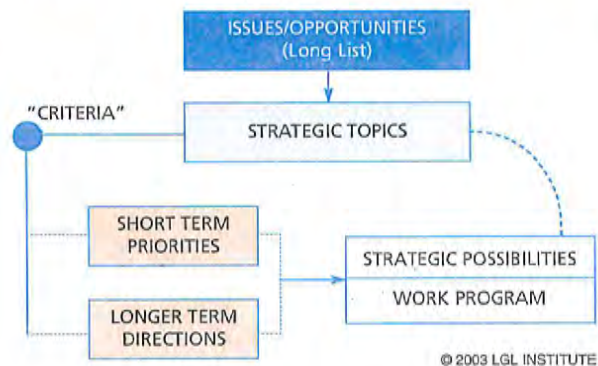 ISSUES/OPPORTUNITIES
(Long List)
"CRITERIA"
STRATEGIC TOPICS
SHORT TERM
PRIORITIES
STRATEGIC POSSIBILITIES
WORK PROGRAM
LONGER TERM
DIRECTIONS
© 2003 LGL INSTITUTE